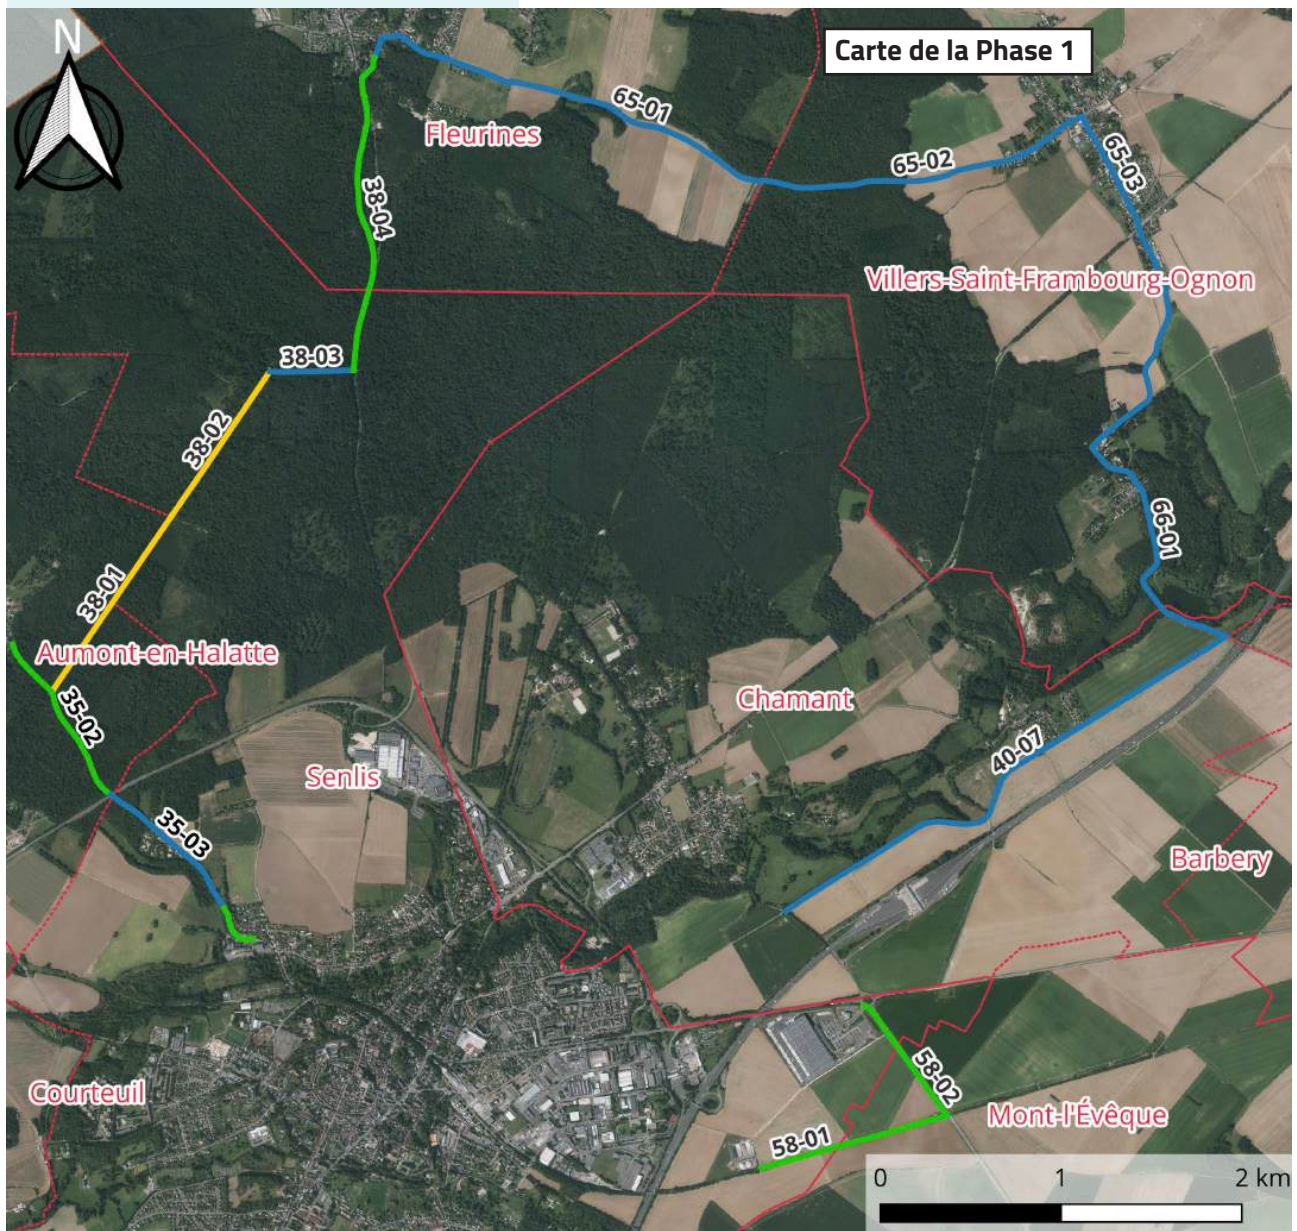 N
Carte de la Phase 1
65-01
Fleurines
65-02
65-03
38-04
Villers-Saint-Frambourg-Ognon
38-03
38-02
66-01
38-01
Aumont-en-Halatte
Chamant
35-02
40-07
Senlis
35-03
Barbery
58-02
Courteuil
Mont-l'Évêque
58-01
0 1 2 km